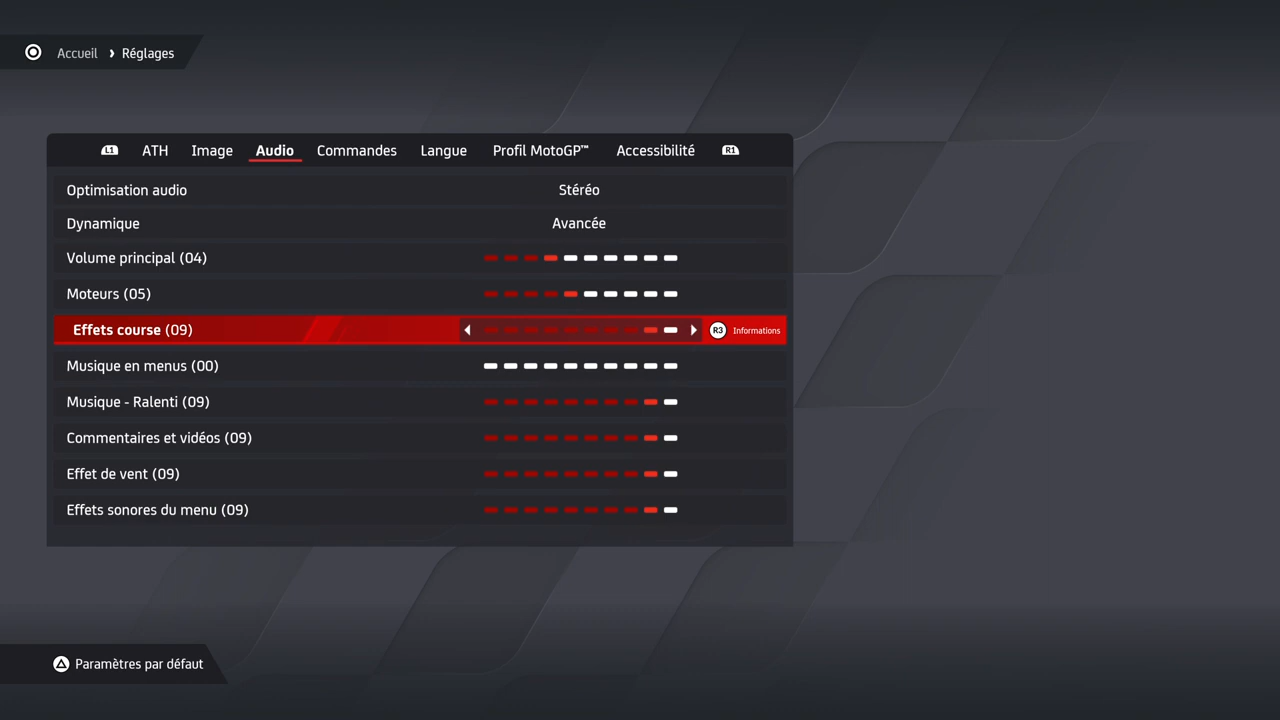 Accueil › Réglages
L1 ATH Image Audio Commandes Langue Profil MotoGP™ Accessibilité R1
Optimisation audio Stéréo
Dynamique Avancée
Volume principal (04)
Moteurs (05)
Effets course (09) R3 Informations
Musique en menus (00)
Musique - Ralenti (09)
Commentaires et vidéos (09)
Effet de vent (09)
Effets sonores du menu (09)
Paramètres par défaut